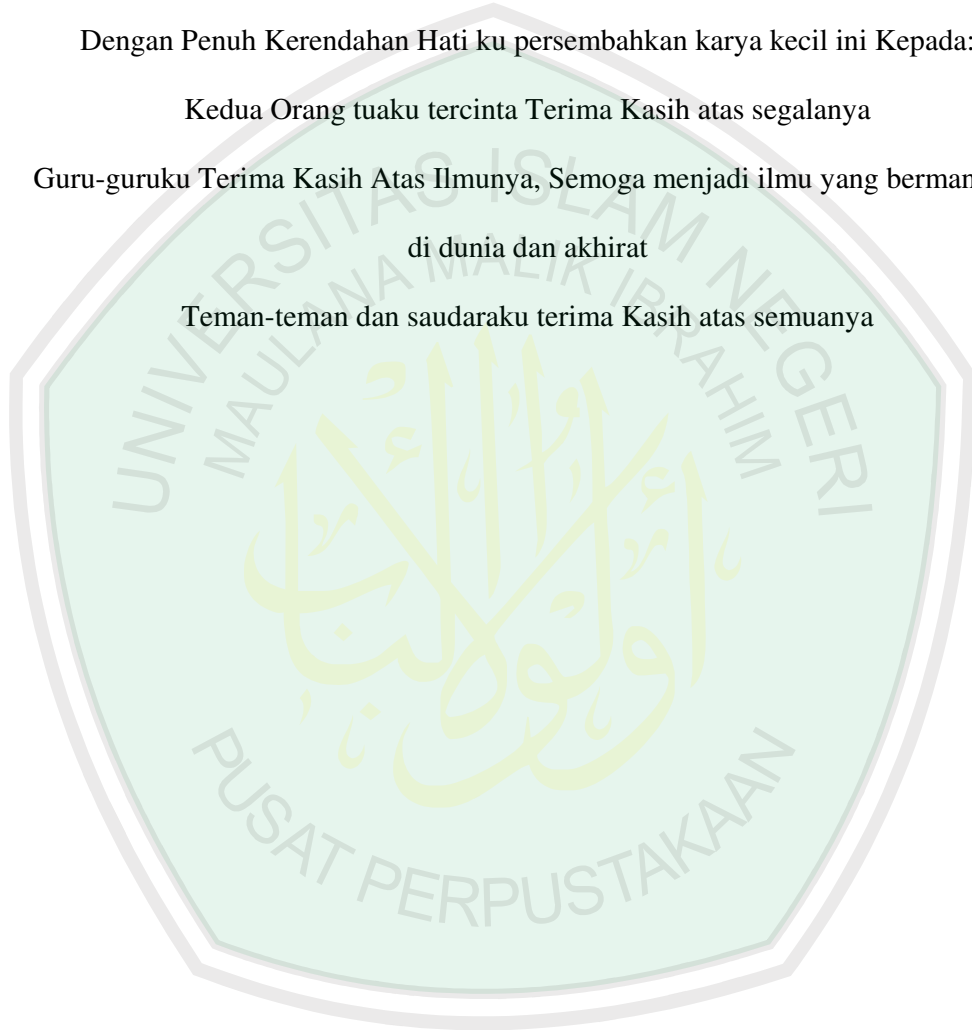 Dengan Penuh Kerendahan Hati ku persembahkan karya kecil ini Kepada:
Kedua Orang tuaku tercinta Terima Kasih atas segalanya
Guru-guruku Terima Kasih Atas Ilmunya, Semoga menjadi ilmu yang
di dunia dan akhirat
Teman-teman dan saudaraku terima Kasih atas semuanya
UNIVERSITAS ISLAM NEGERI
MAULANA MALIK IBRAHIM
أولوا الألباب
PUSAT PERPUSTAKAAN